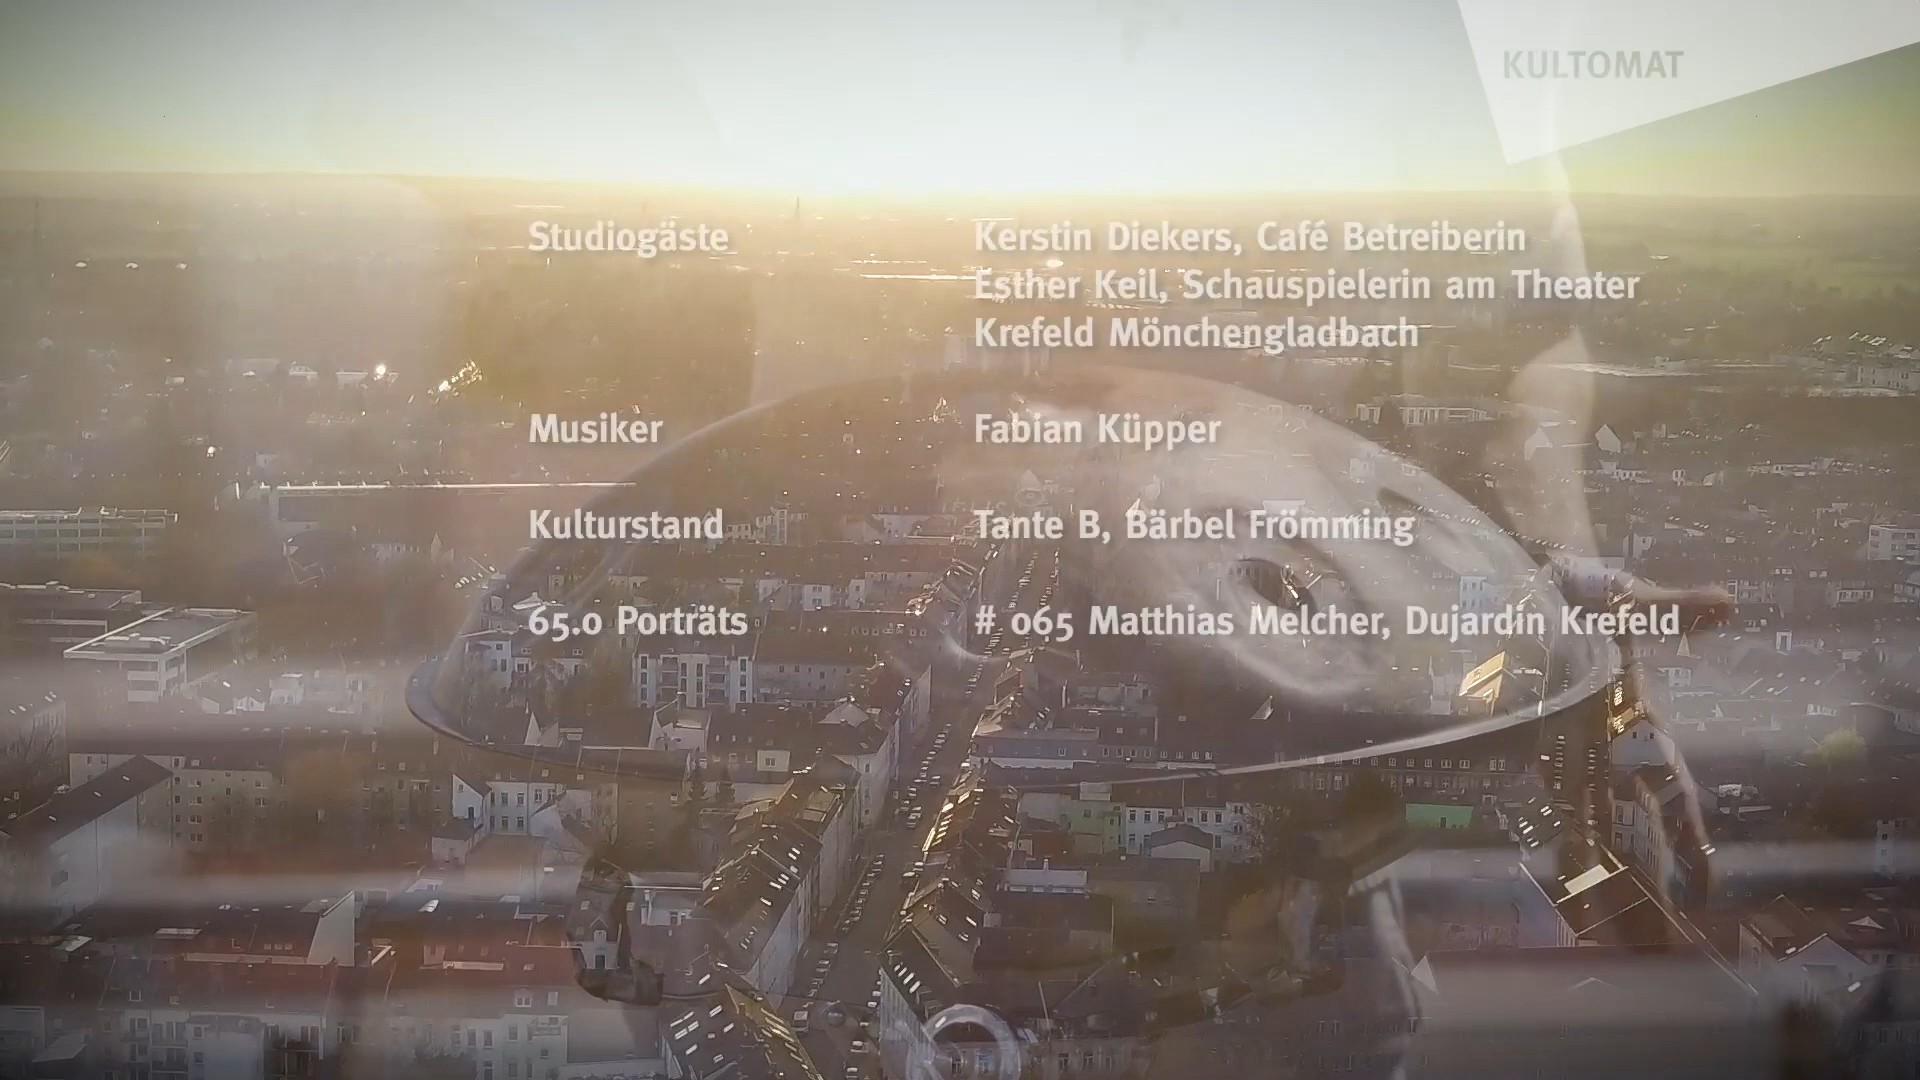 KULTOMAT
Studiogäste Kerstin Diekers, Café Betreiberin
Esther Keil, Schauspielerin am Theater
Krefeld Mönchengladbach
Musiker Fabian Küpper
Kulturstand Tante B, Bärbel Frömming
65.0 Porträts # 065 Matthias Melcher, Dujardin Krefeld